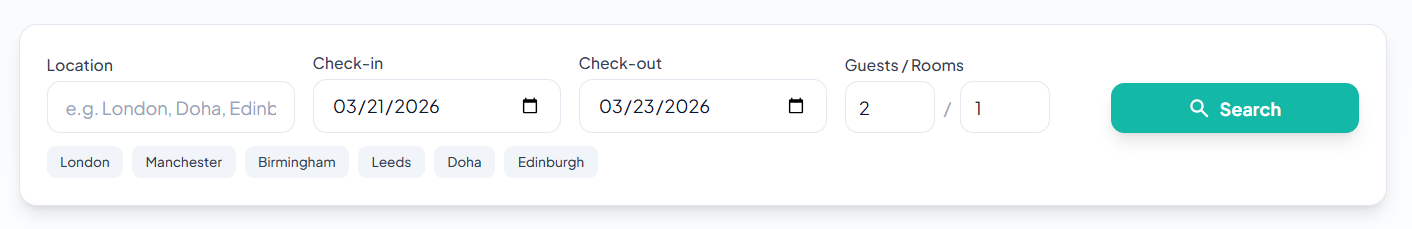 Location
Check-in
Check-out
Guests / Rooms
e.g. London, Doha, Edinb
03/21/2026
03/23/2026
2 / 1
Search
London
Manchester
Birmingham
Leeds
Doha
Edinburgh